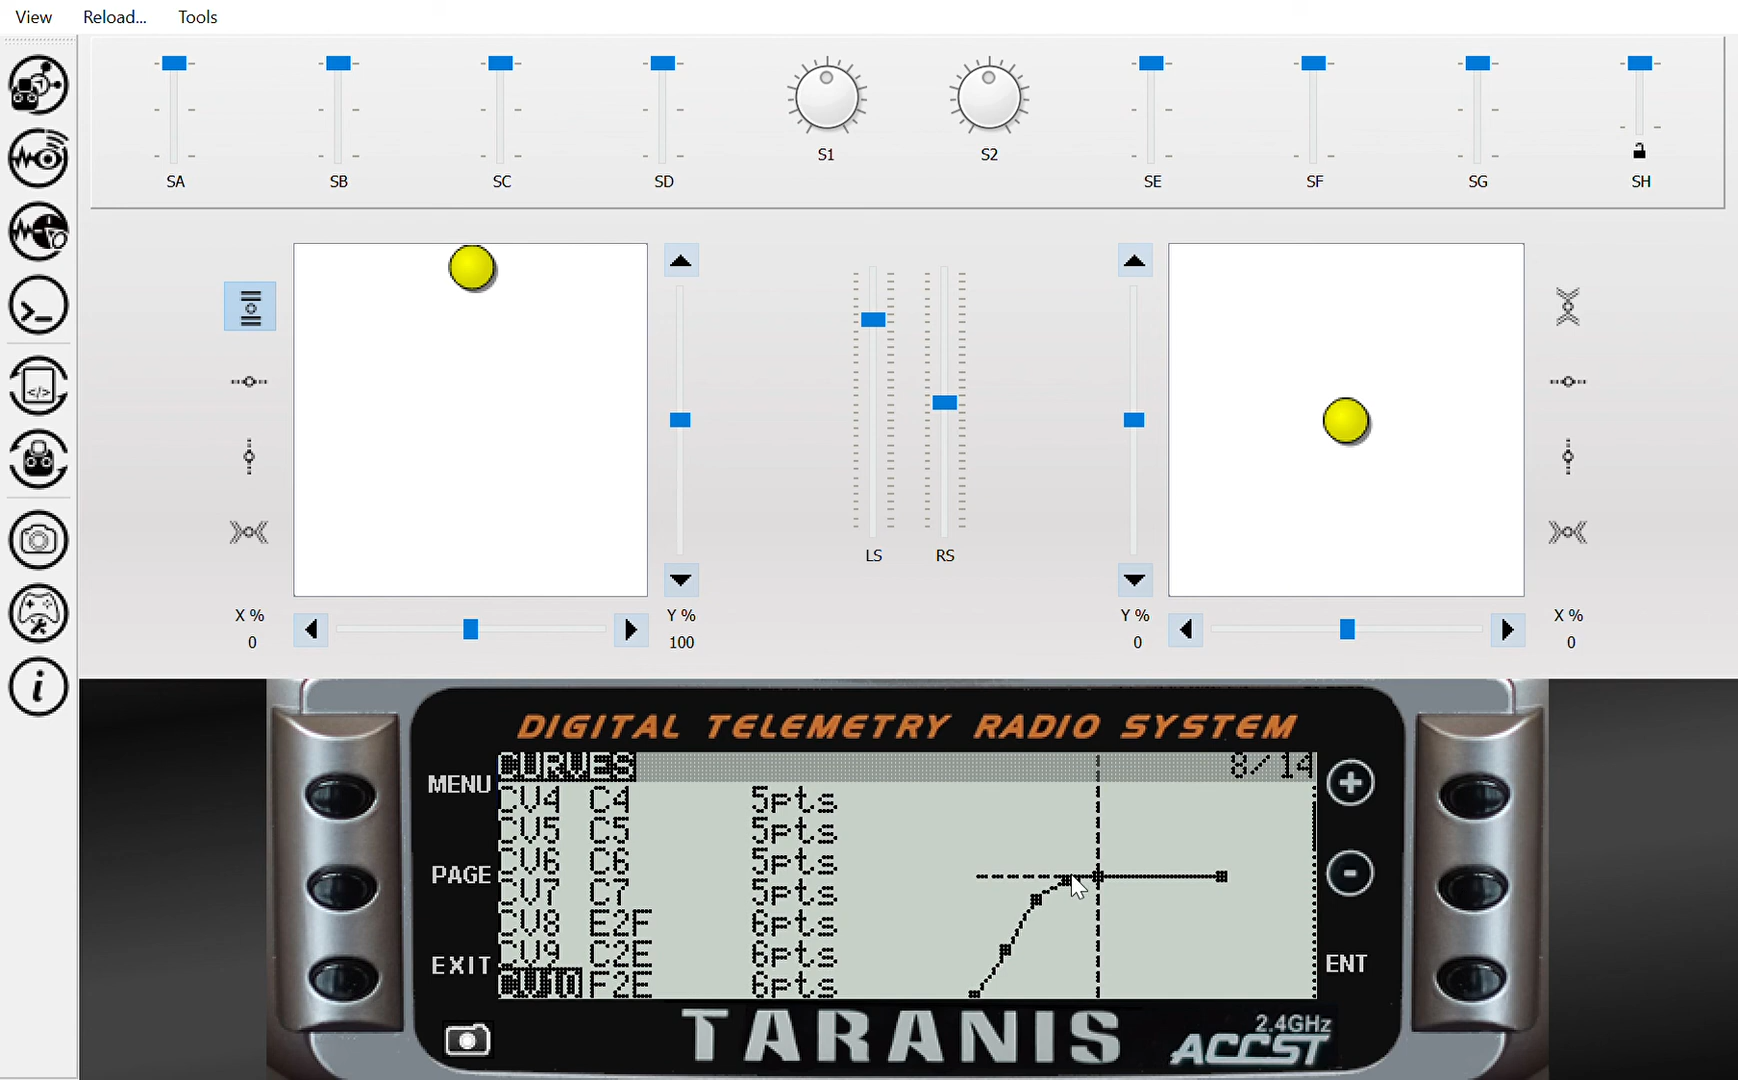 View Reload... Tools
S1 S2
SA SB SC SD SE SF SG SH
LS RS
X % Y % Y % X %
0 100 0 0
DIGITAL TELEMETRY RADIO SYSTEM
CURVES 8/14
MENU
CV4 C4 5pts
CV5 C5 5pts
CV6 C6 5pts
PAGE
CV7 C7 5pts
CV8 E2F 6pts
CV9 C2E 6pts
EXIT ENT
CV10 F2E 6pts
TARANIS
2.4GHz
ACCST